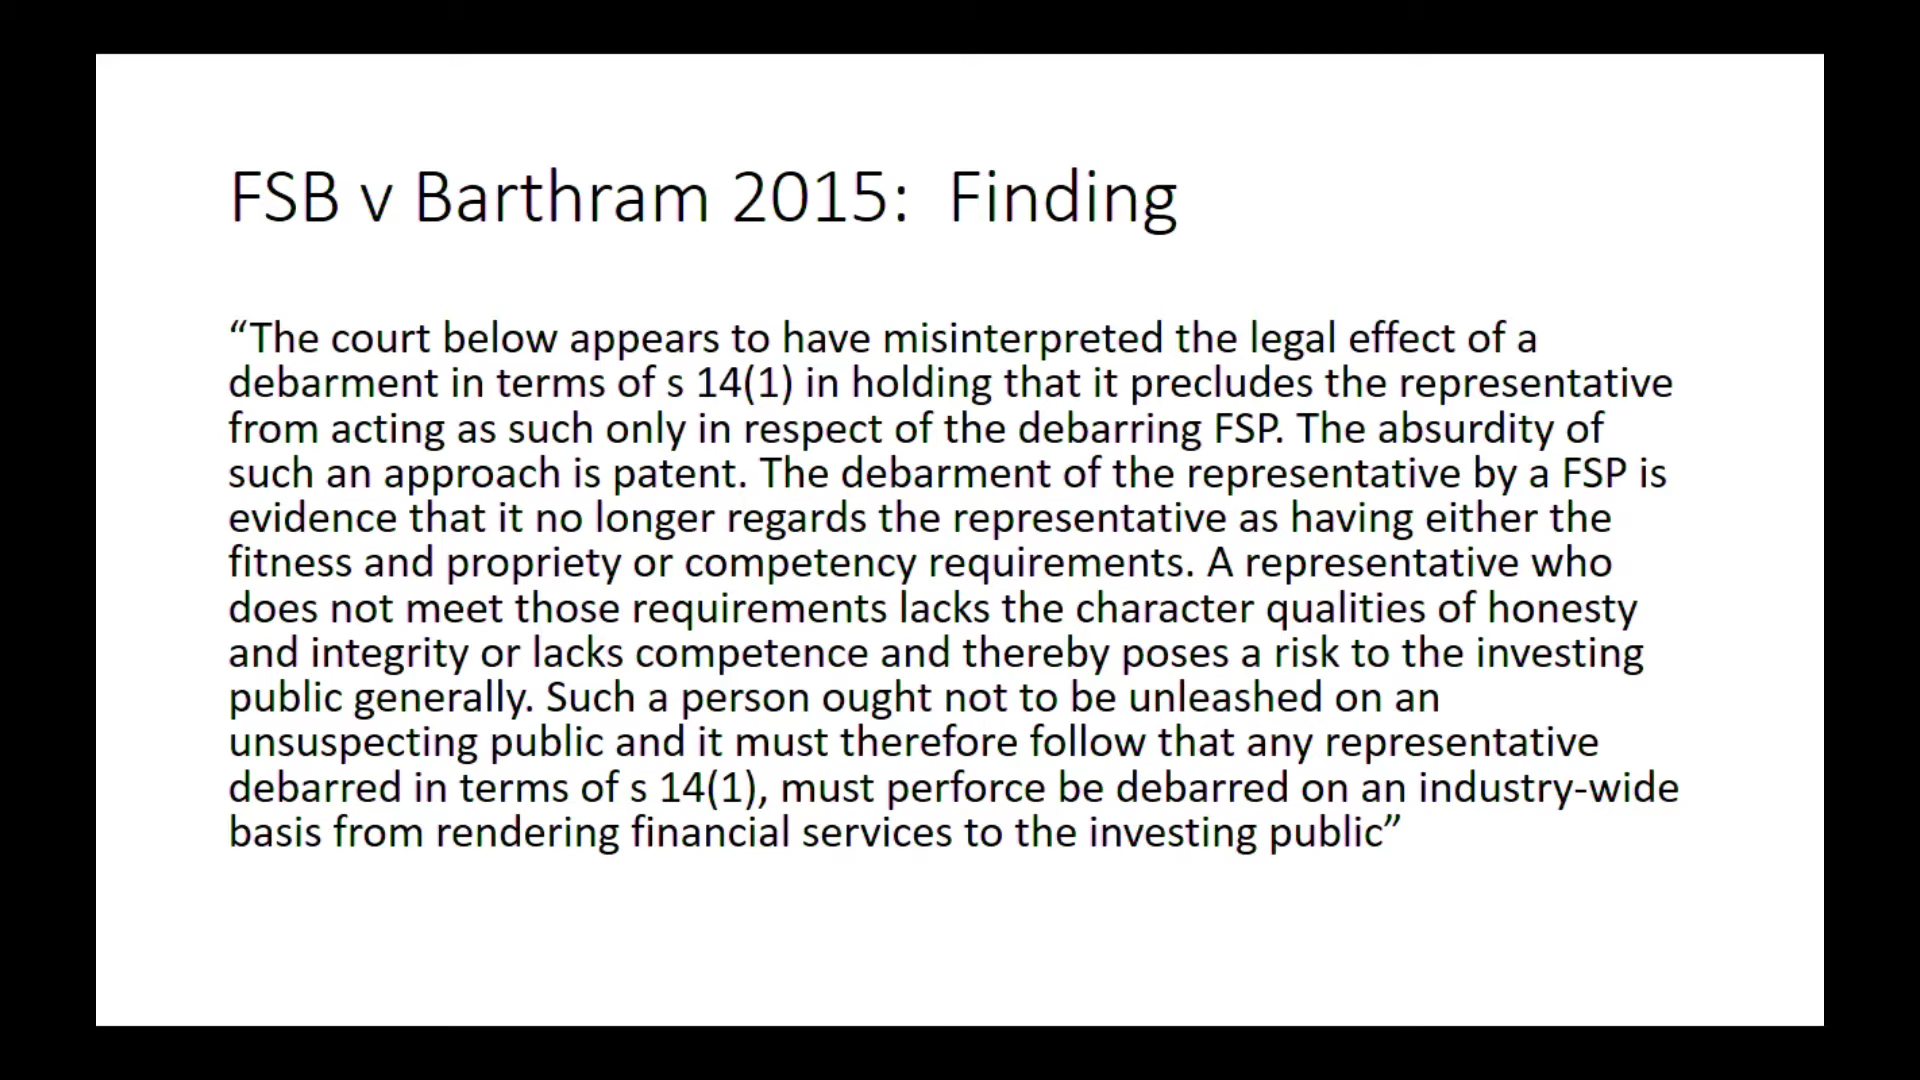 FSB v Barthram 2015:  Finding
“The court below appears to have misinterpreted the legal effect of a
debarment in terms of s 14(1) in holding that it precludes the representative
from acting as such only in respect of the debarring FSP. The absurdity of
such an approach is patent. The debarment of the representative by a FSP is
evidence that it no longer regards the representative as having either the
fitness and propriety or competency requirements. A representative who
does not meet those requirements lacks the character qualities of honesty
and integrity or lacks competence and thereby poses a risk to the investing
public generally. Such a person ought not to be unleashed on an
unsuspecting public and it must therefore follow that any representative
debarred in terms of s 14(1), must perforce be debarred on an industry-wide
basis from rendering financial services to the investing public”